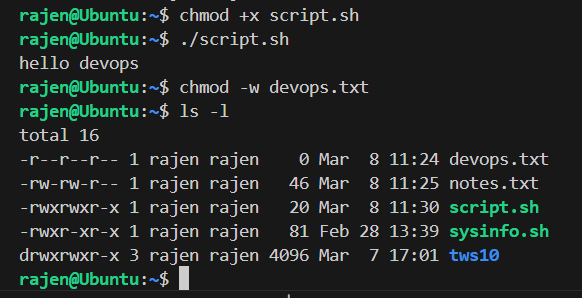 rajen@Ubuntu:~$ chmod +x script.sh
rajen@Ubuntu:~$ ./script.sh
hello devops
rajen@Ubuntu:~$ chmod -w devops.txt
rajen@Ubuntu:~$ ls -l
total 16
-r--r--r-- 1 rajen rajen    0 Mar  8 11:24 devops.txt
-rw-rw-r-- 1 rajen rajen   46 Mar  8 11:25 notes.txt
-rwxrwxr-x 1 rajen rajen   20 Mar  8 11:30 script.sh
-rwxr-xr-x 1 rajen rajen   81 Feb 28 13:39 sysinfo.sh
drwxrwxr-x 3 rajen rajen 4096 Mar  7 17:01 tws10
rajen@Ubuntu:~$